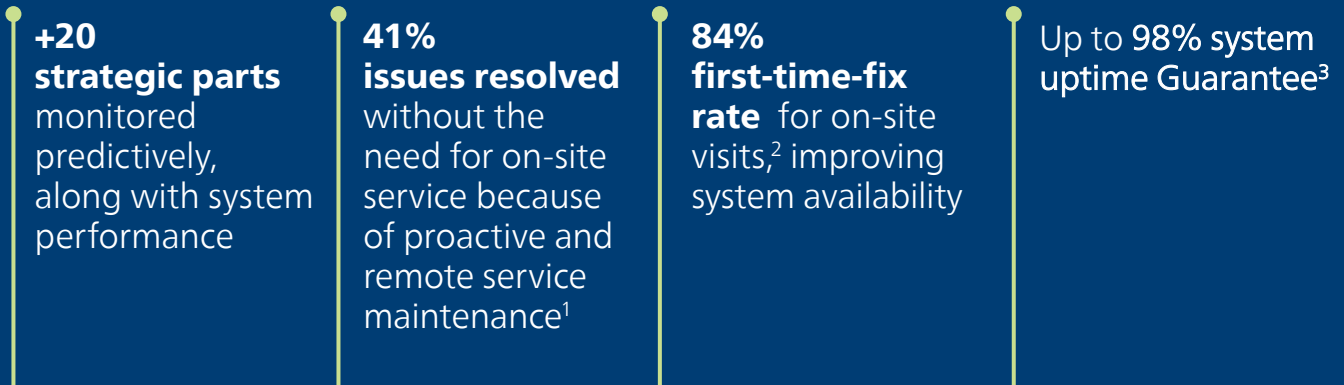 +20
strategic parts
monitored
predictively,
along with system
performance
41%
issues resolved
without the
need for on-site
service because
of proactive and
remote service
maintenance¹
84%
first-time-fix
rate for on-site
visits,² improving
system availability
Up to 98% system
uptime Guarantee³